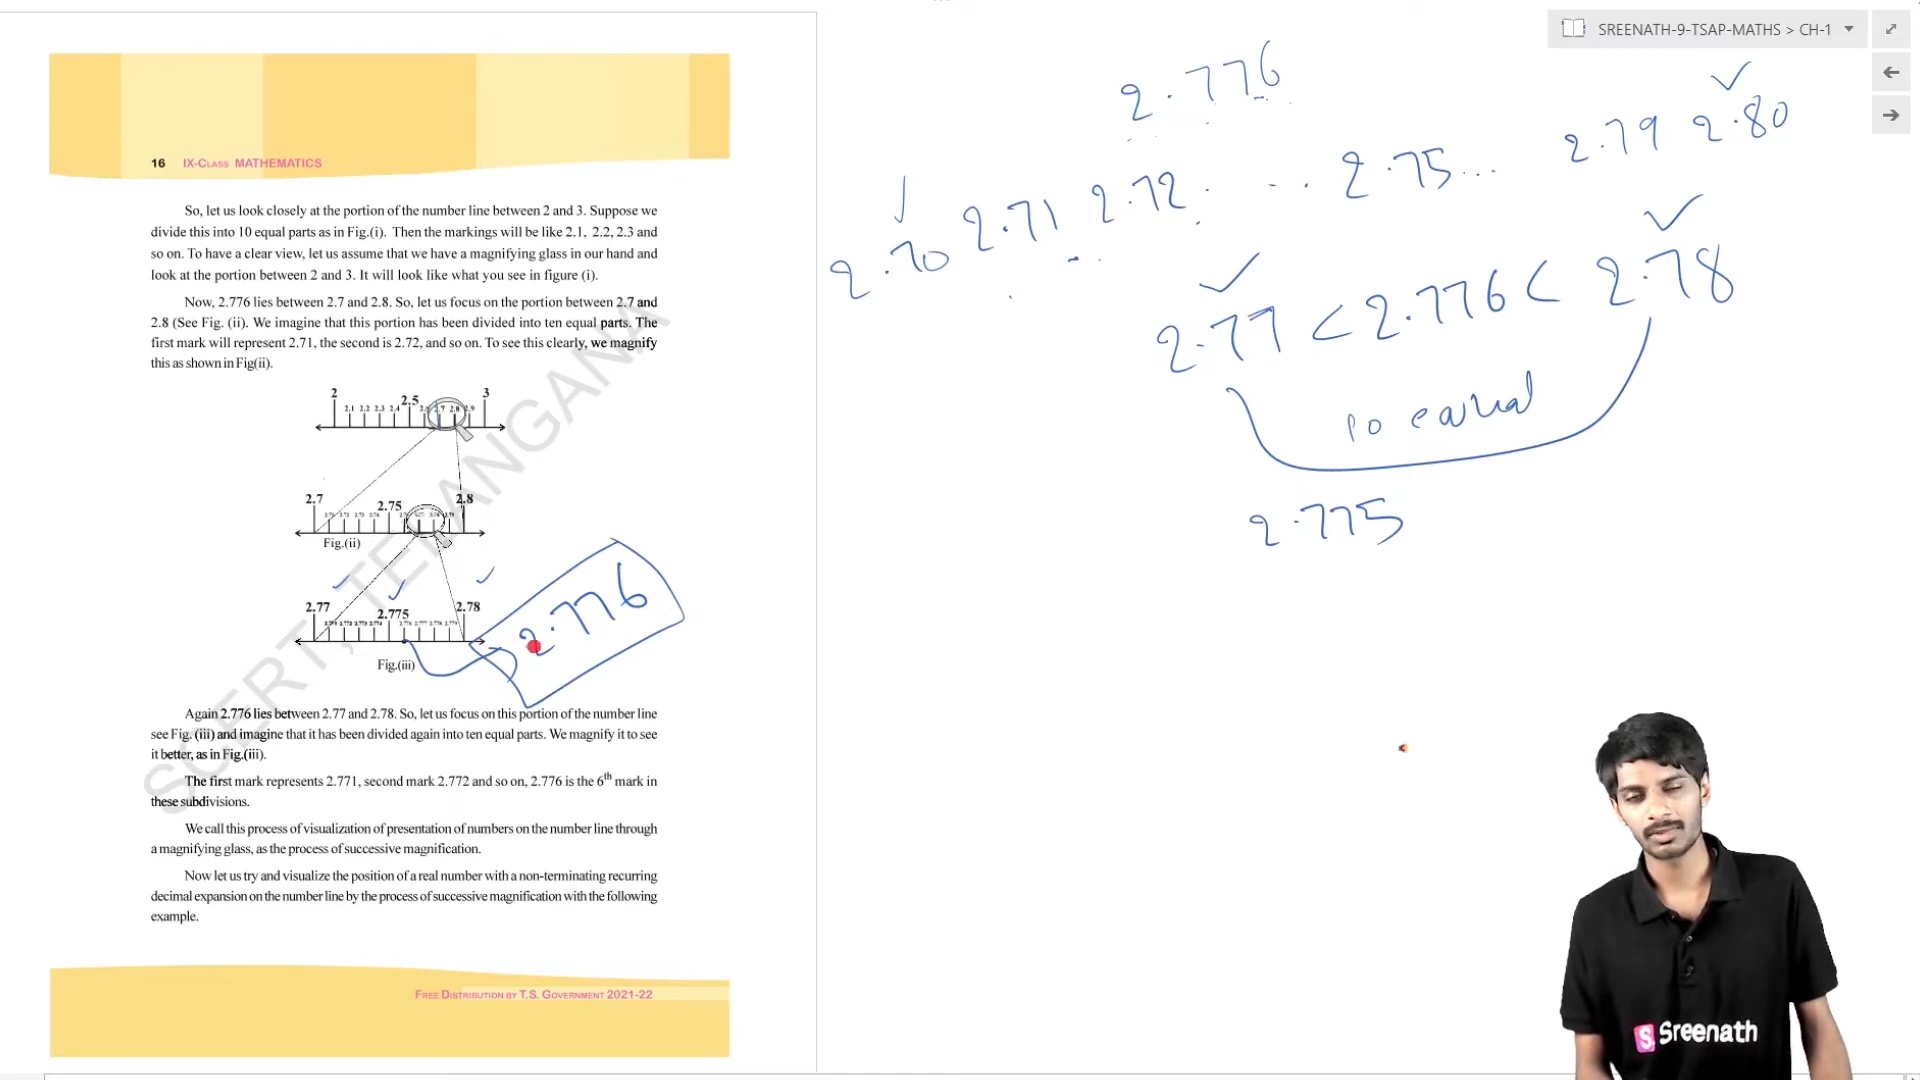 SREENATH-9-TSAP-MATHS > CH-1
16 IX-CLASS MATHEMATICS
So, let us look closely at the portion of the number line between 2 and 3. Suppose we
divide this into 10 equal parts as in Fig.(i). Then the markings will be like 2.1, 2.2, 2.3 and
so on. To have a clear view, let us assume that we have a magnifying glass in our hand and
look at the portion between 2 and 3. It will look like what you see in figure (i).
Now, 2.776 lies between 2.7 and 2.8. So, let us focus on the portion between 2.7 and
2.8 (See Fig. (ii). We imagine that this portion has been divided into ten equal parts. The
first mark will represent 2.71, the second is 2.72, and so on. To see this clearly, we magnify
this as shown in Fig(ii).
2 2.5 3
2.1 2.2 2.3 2.4 2.7 2.8 2.9
2.7 2.75 2.8
Fig.(ii)
2.77 2.775 2.78
Fig.(iii)
2.776
Again 2.776 lies between 2.77 and 2.78. So, let us focus on this portion of the number line
see Fig. (iii) and imagine that it has been divided again into ten equal parts. We magnify it to see
it better, as in Fig.(iii).
The first mark represents 2.771, second mark 2.772 and so on, 2.776 is the 6th mark in
these subdivisions.
We call this process of visualization of presentation of numbers on the number line through
a magnifying glass, as the process of successive magnification.
Now let us try and visualize the position of a real number with a non-terminating recurring
decimal expansion on the number line by the process of successive magnification with the following
example.
FREE DISTRIBUTION BY T.S. GOVERNMENT 2021-22
SCERT, TELANGANA
2.776
2.70 2.71 2.72 . ... 2.75... 2.79 2.80
2.77 < 2.776 < 2.78
10
2.775
Sreenath